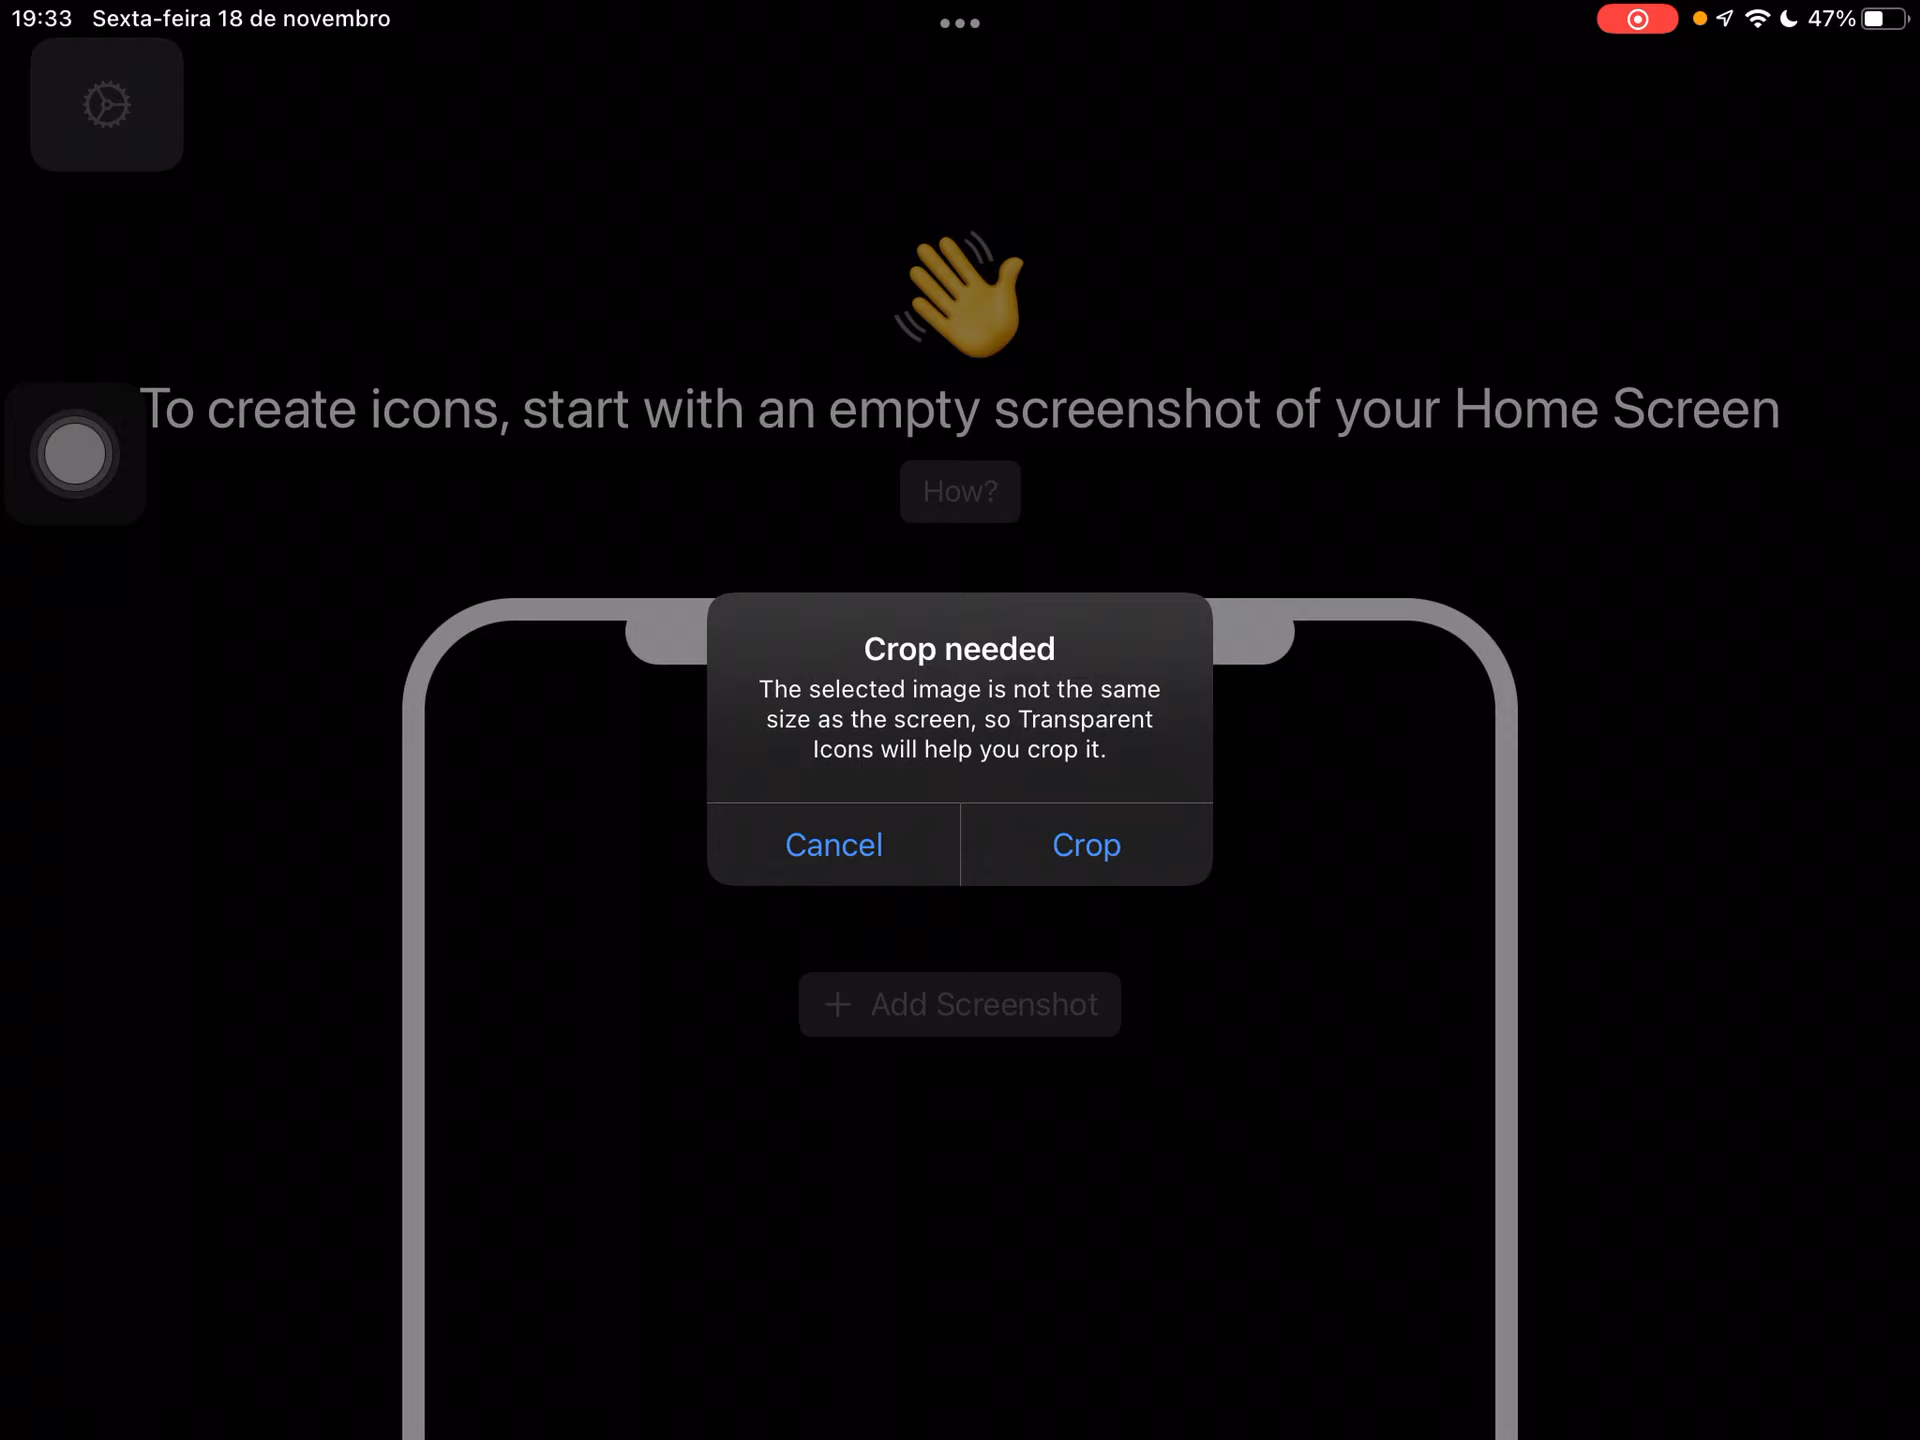 19:33 Sexta-feira 18 de novembro
47%
To create icons, start with an empty screenshot of your Home Screen
How?
Crop needed
The selected image is not the same
size as the screen, so Transparent
Icons will help you crop it.
Cancel
Crop
+ Add Screenshot